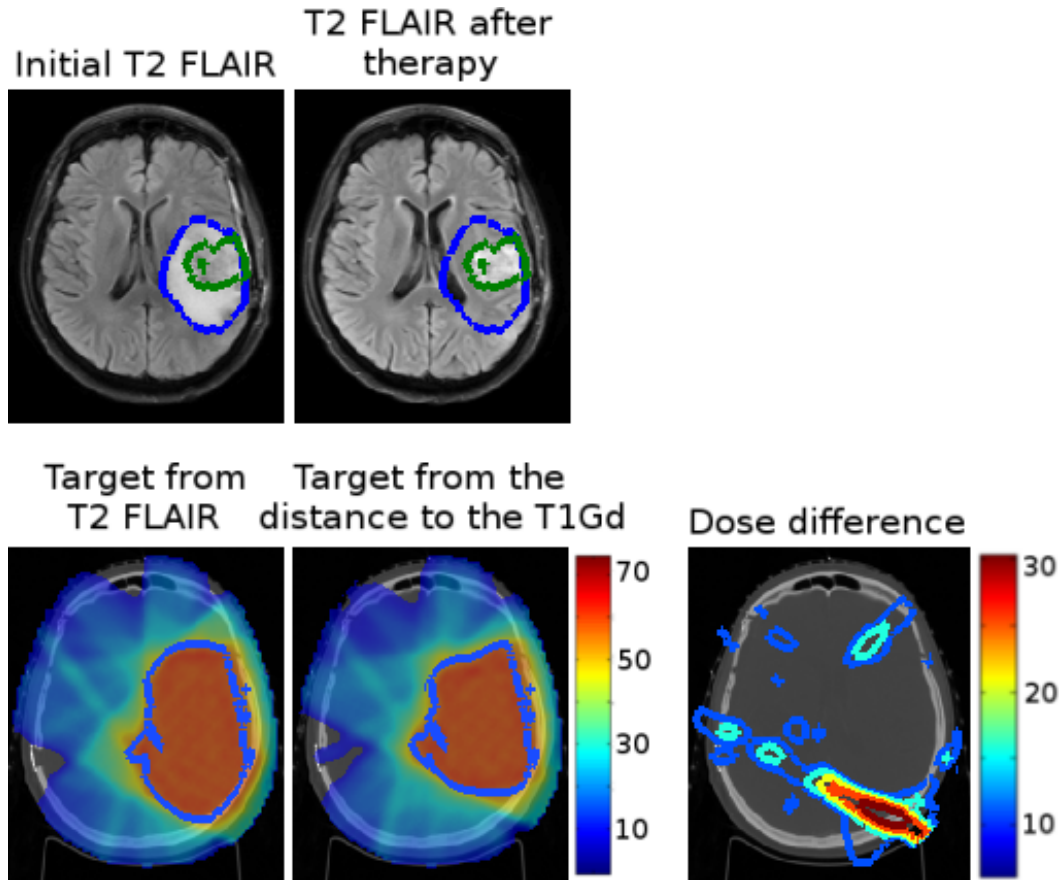 Initial T2 FLAIR
T2 FLAIR after
therapy
Target from
T2 FLAIR
Target from the
distance to the T1Gd
Dose difference
70
50
30
10
30
20
10